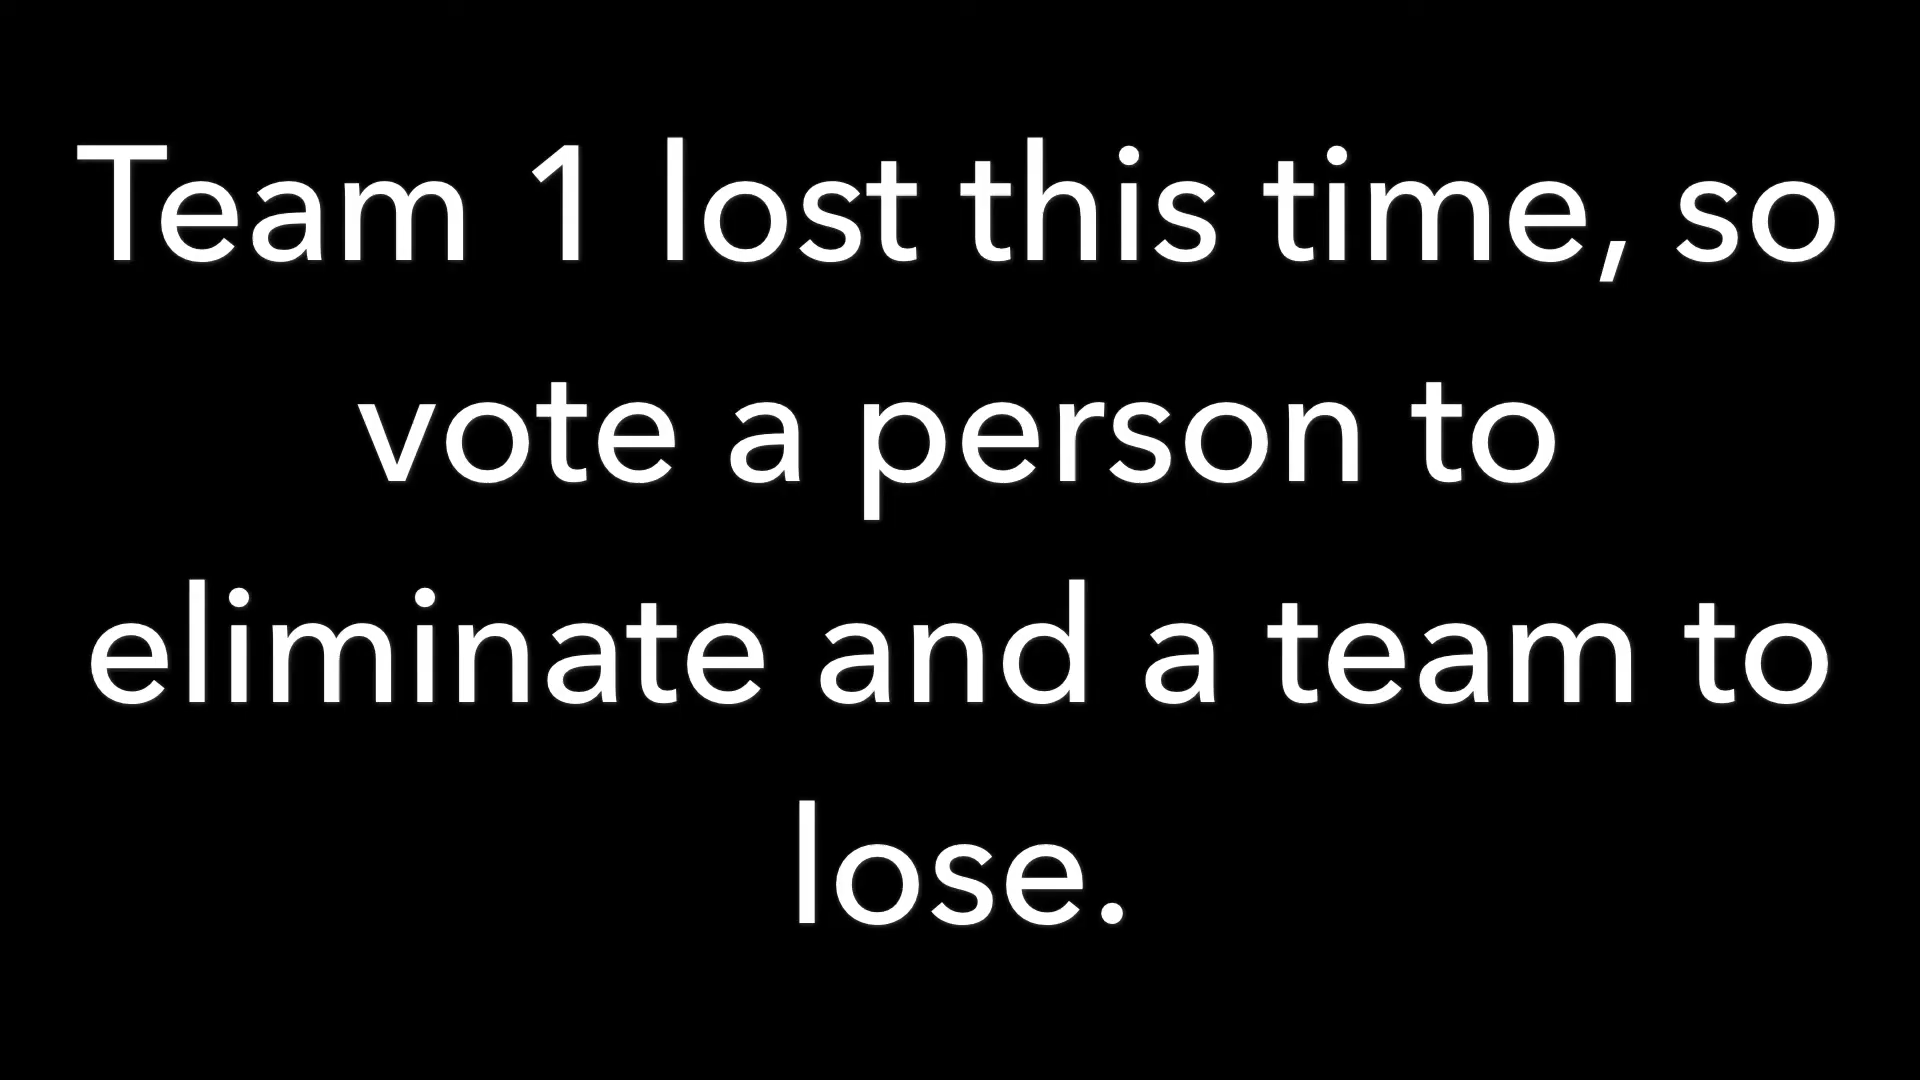 Team 1 lost this time, so
vote a person to
eliminate and a team to
lose.